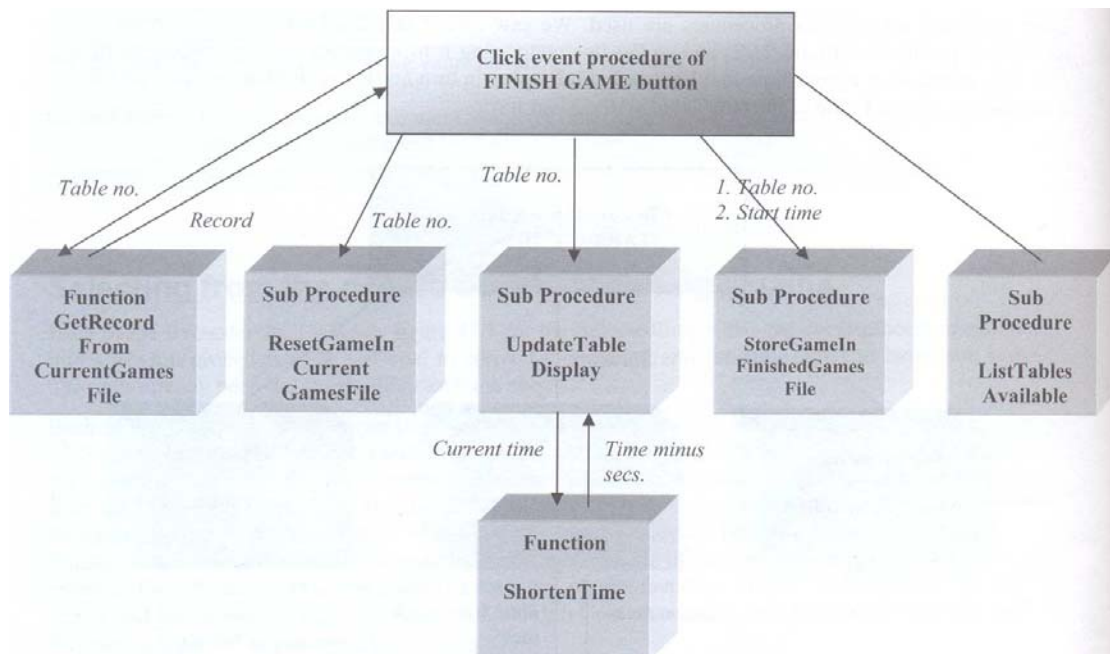 Click event procedure of
FINISH GAME button
Table no.
Record
Table no.
Table no.
1. Table no.
2. Start time
Function
GetRecord
From
CurrentGames
File
Sub Procedure
ResetGameIn
Current
GamesFile
Sub Procedure
UpdateTable
Display
Sub Procedure
StoreGameIn
FinishedGames
File
Sub
Procedure
ListTables
Available
Current time
Time minus
secs.
Function
ShortenTime